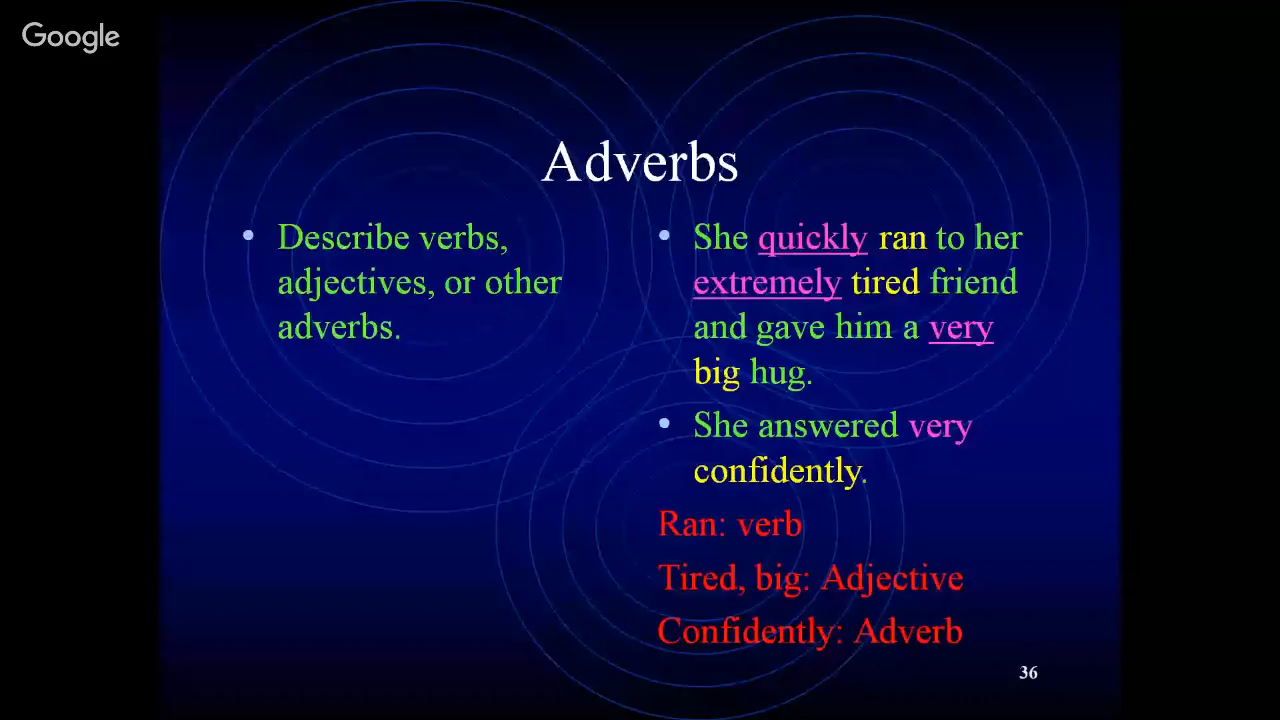 Google
Adverbs
• Describe verbs,
adjectives, or other
adverbs.
• She quickly ran to her
extremely tired friend
and gave him a very
big hug.
• She answered very
confidently.
Ran: verb
Tired, big: Adjective
Confidently: Adverb
36